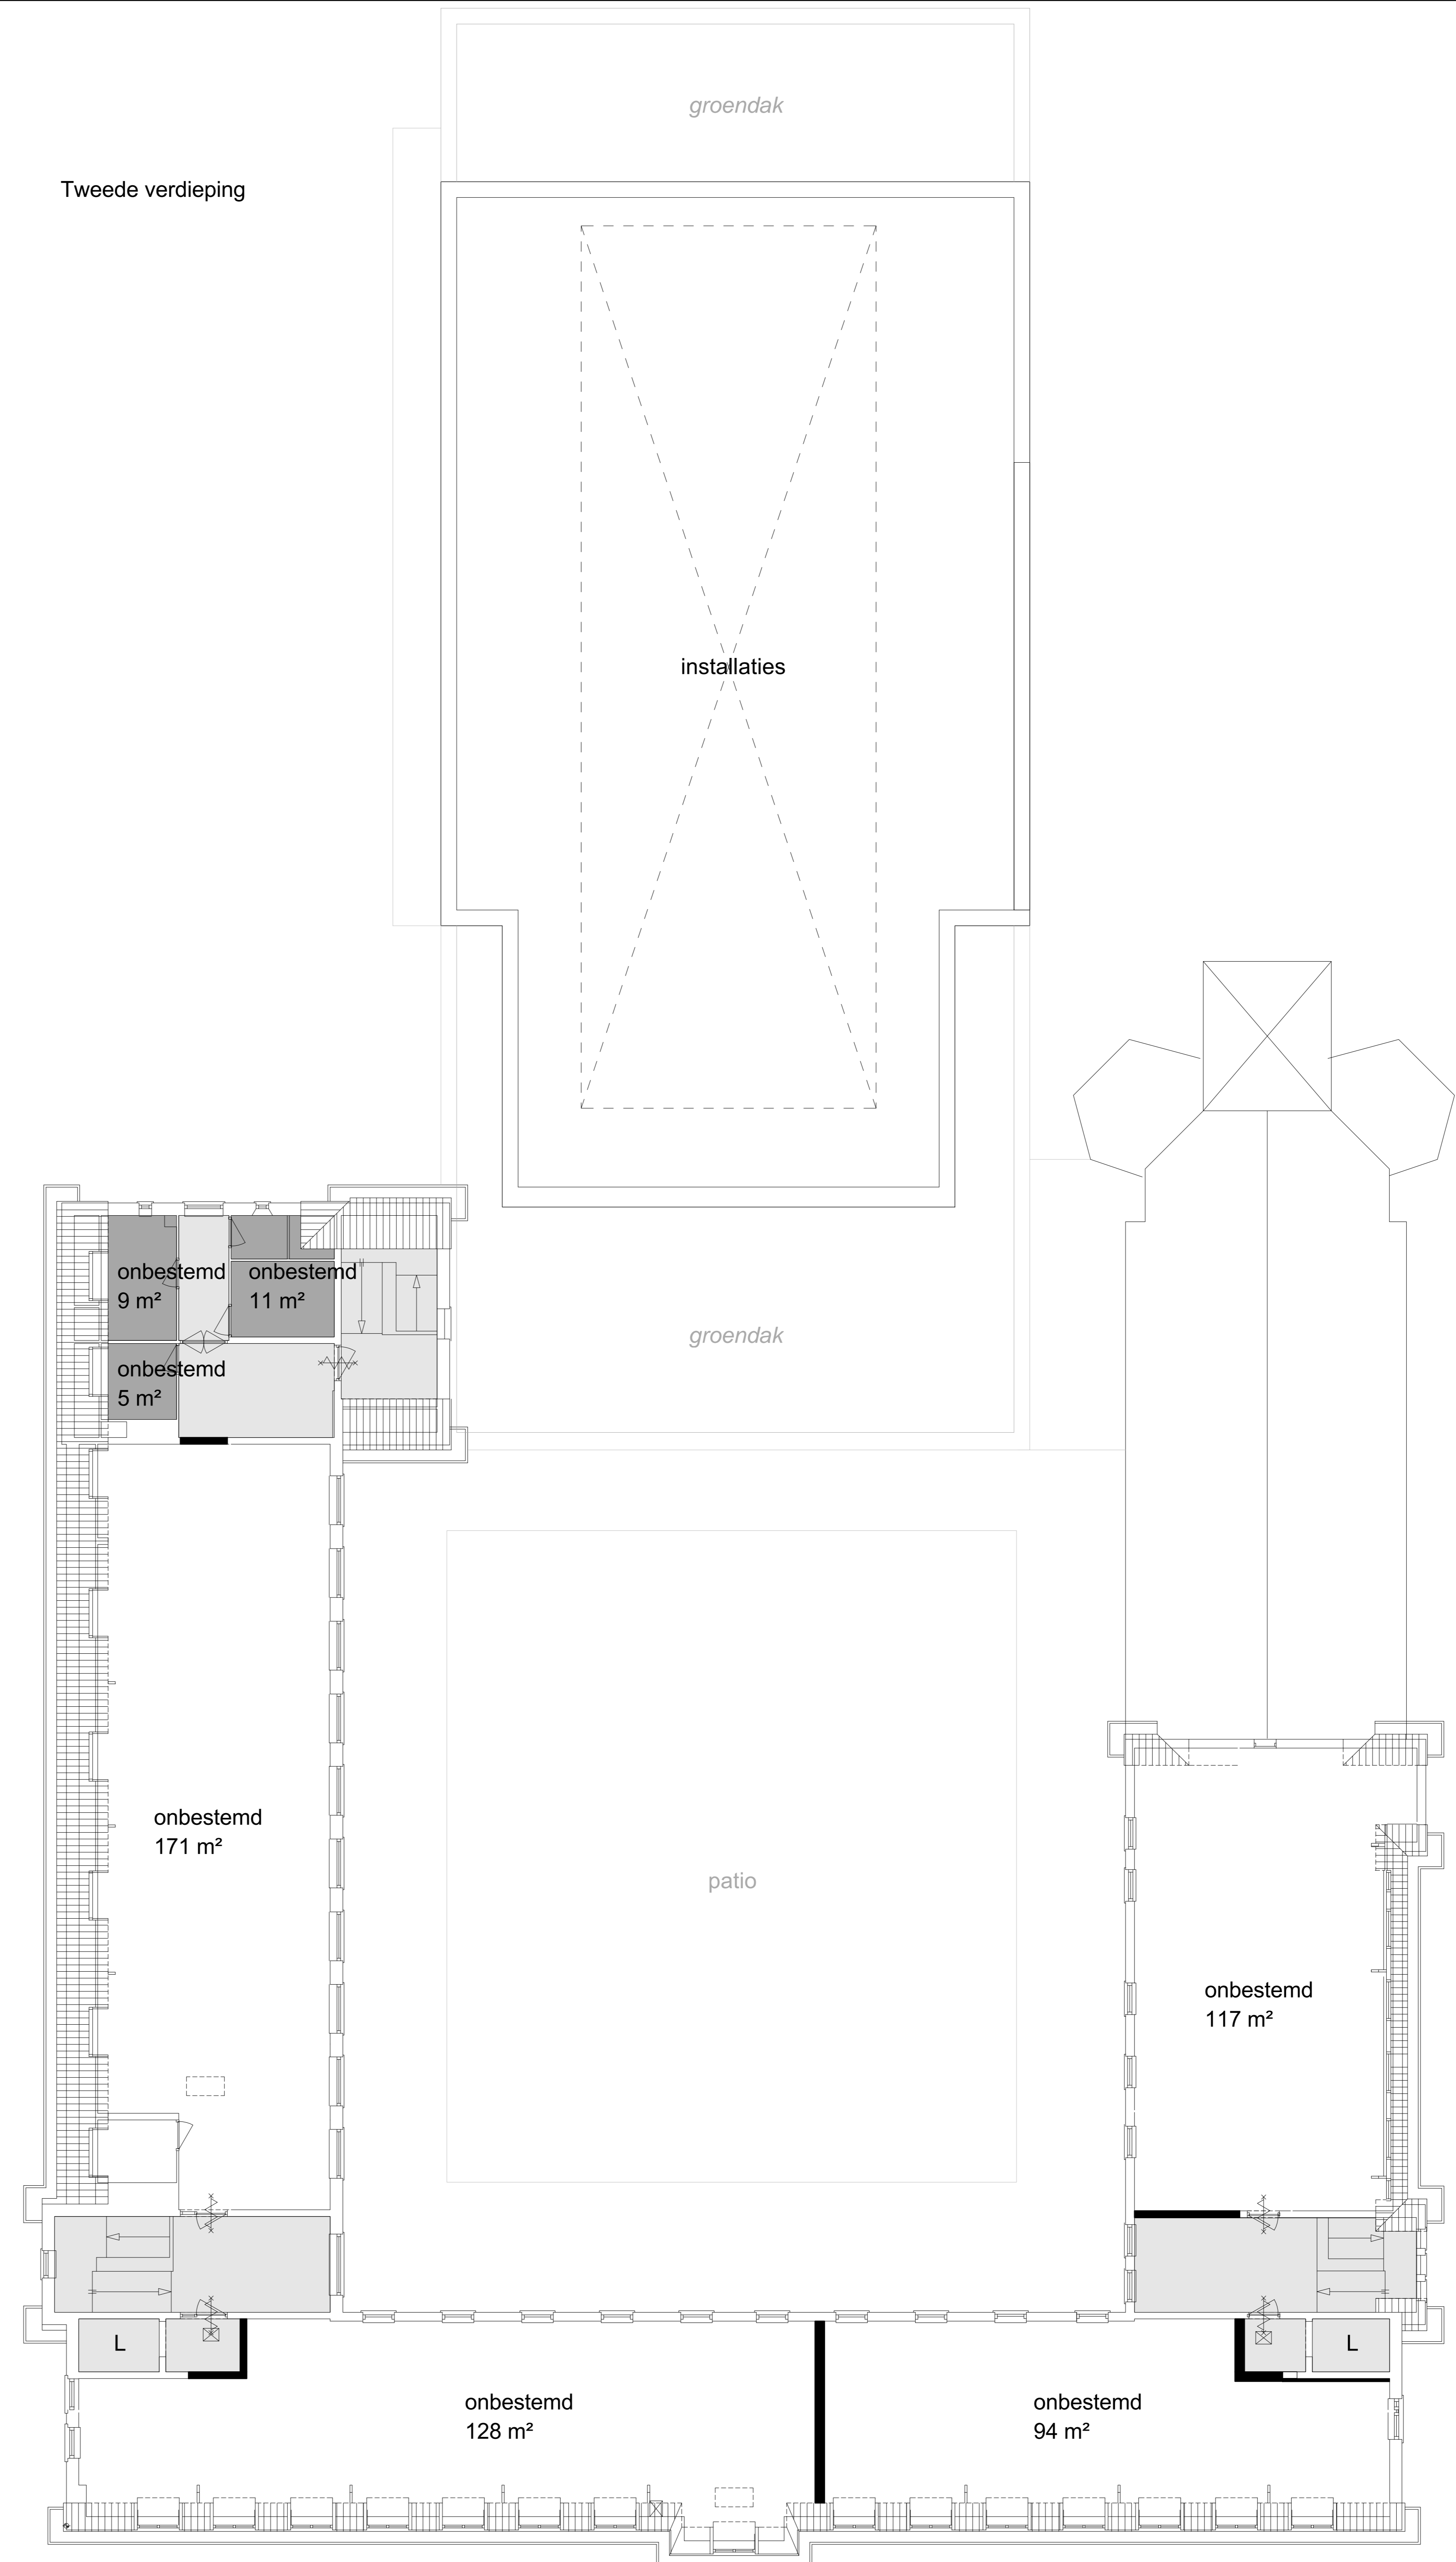 groendak
Tweede verdieping
installaties
onbestemd
9 m²
onbestemd
11 m²
groendak
onbestemd
5 m²
onbestemd
171 m²
patio
onbestemd
117 m²
L
L
onbestemd
128 m²
onbestemd
94 m²